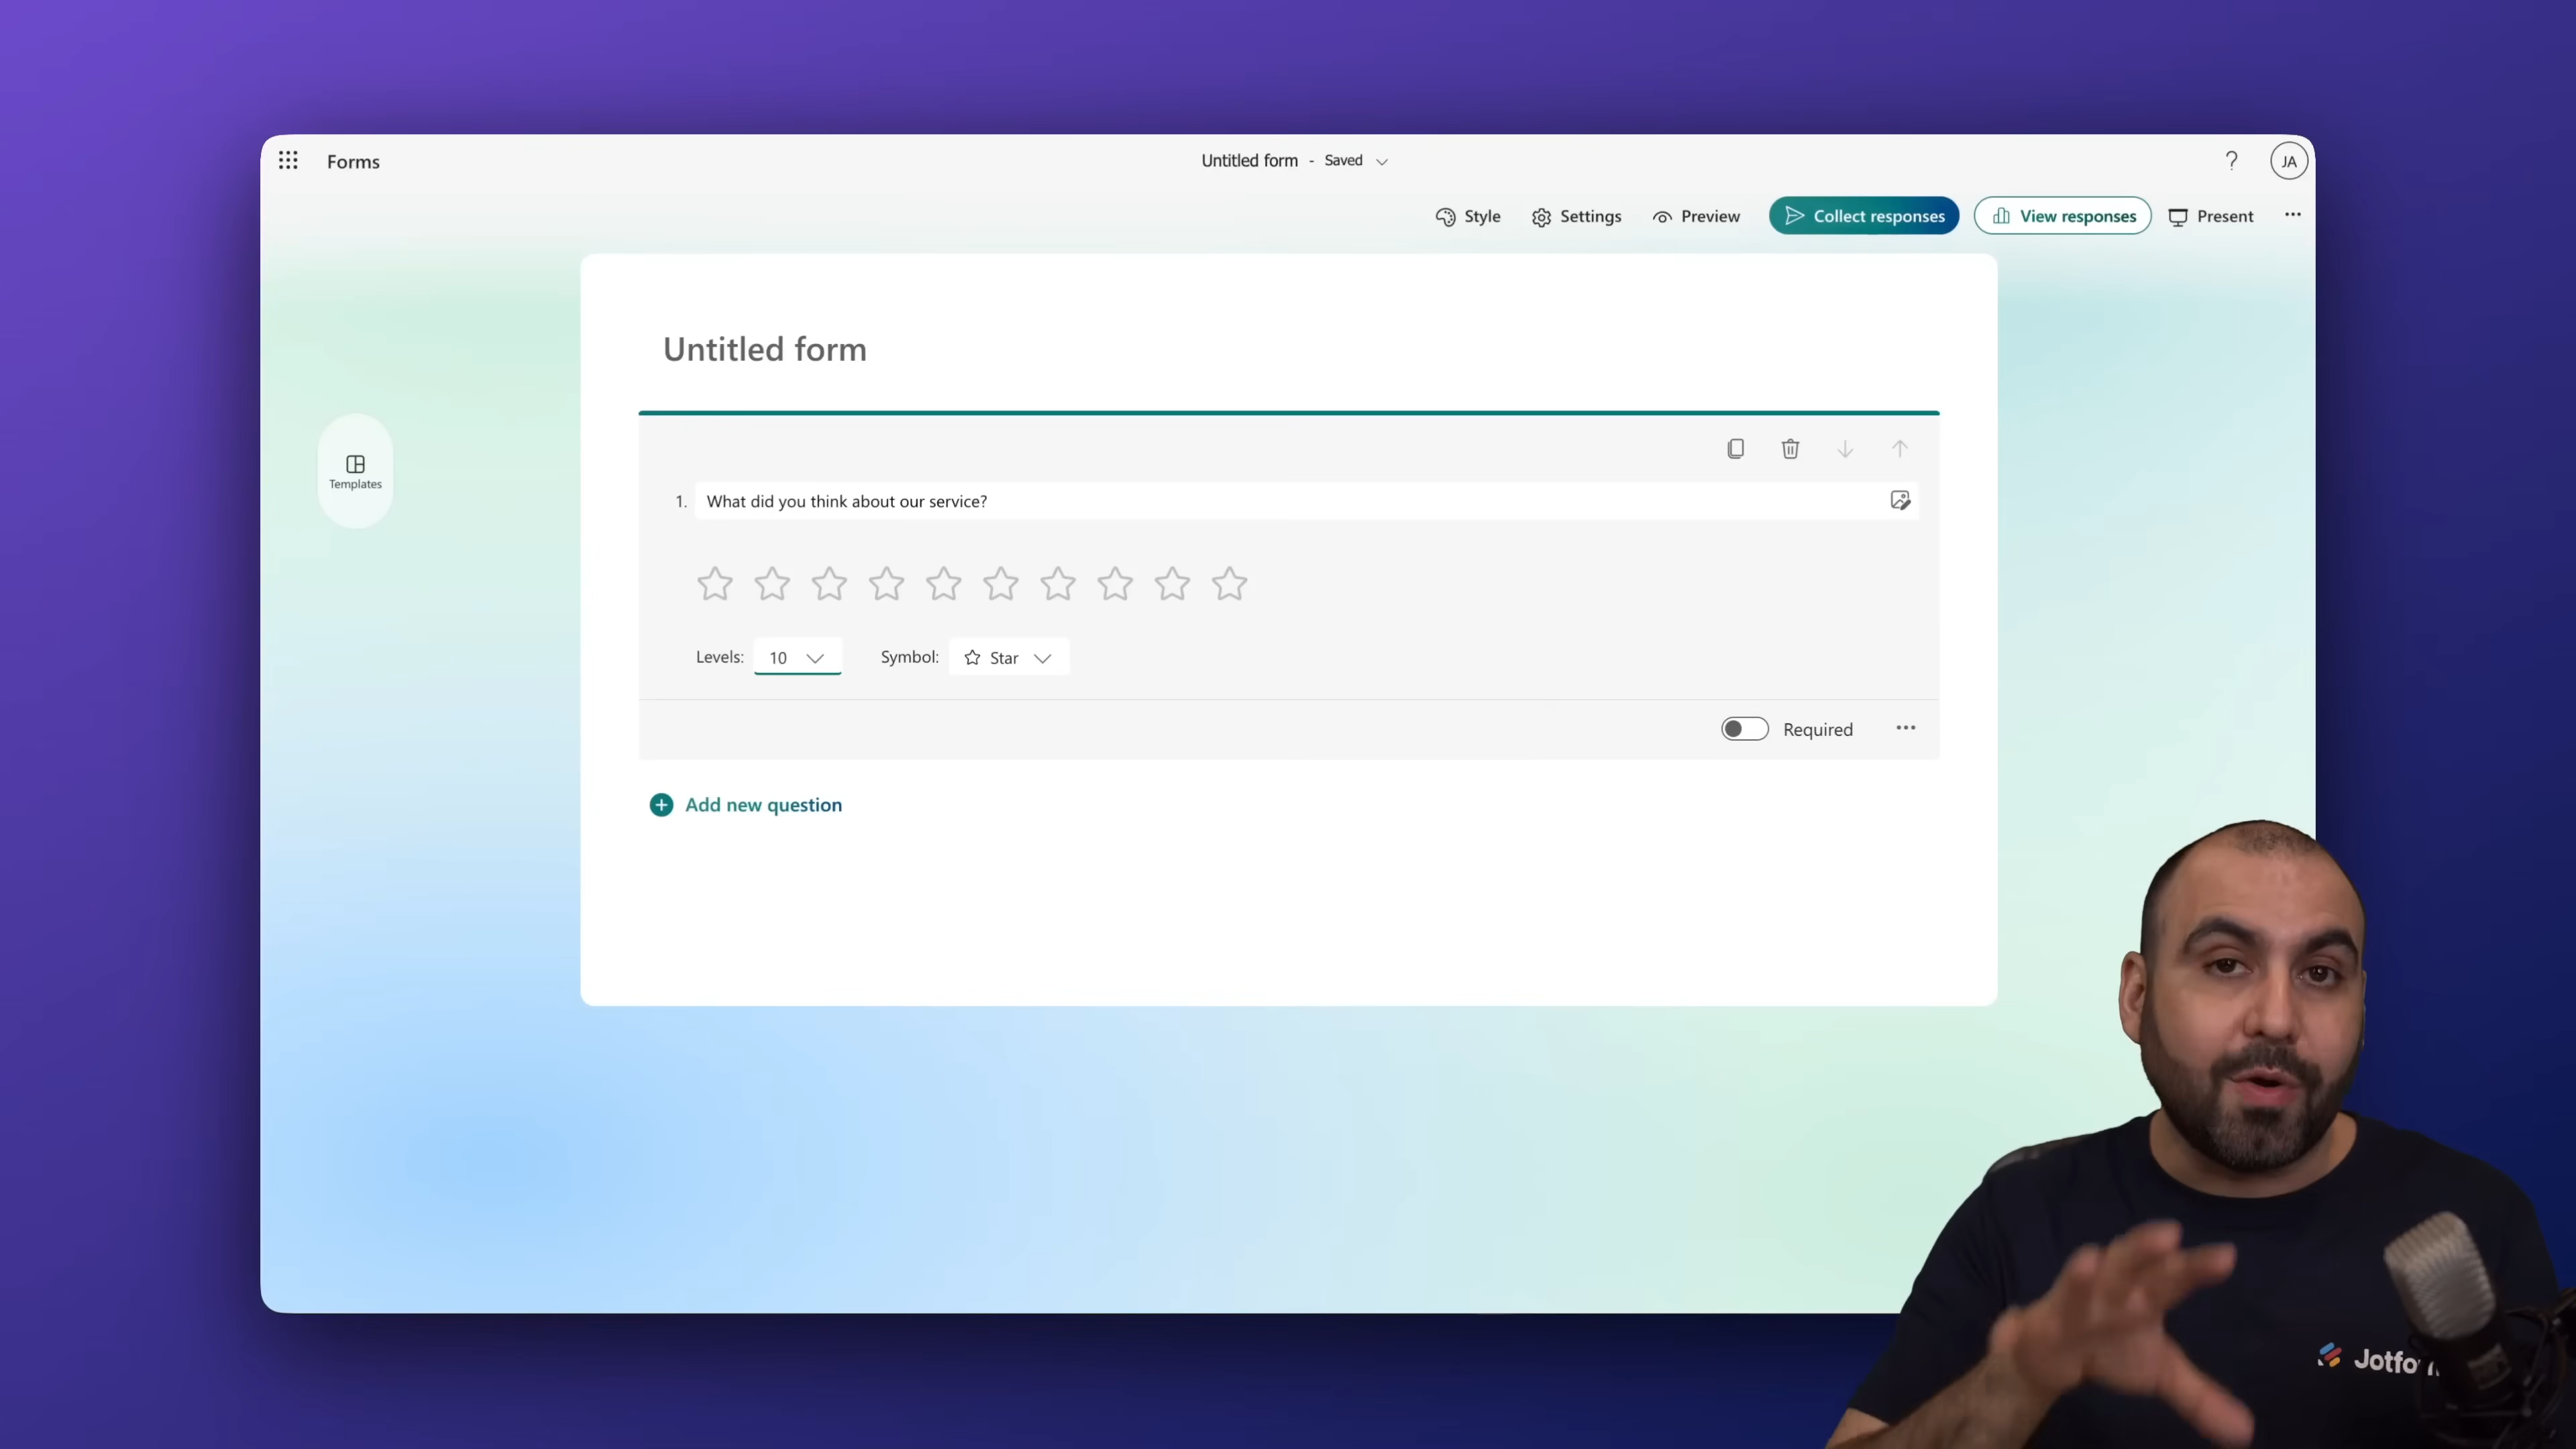 Forms
Untitled form - Saved
?
JA
Style
Settings
Preview
Collect responses
View responses
Present
Untitled form
Templates
1. What did you think about our service?
Levels: 10
Symbol: Star
Required
Add new question